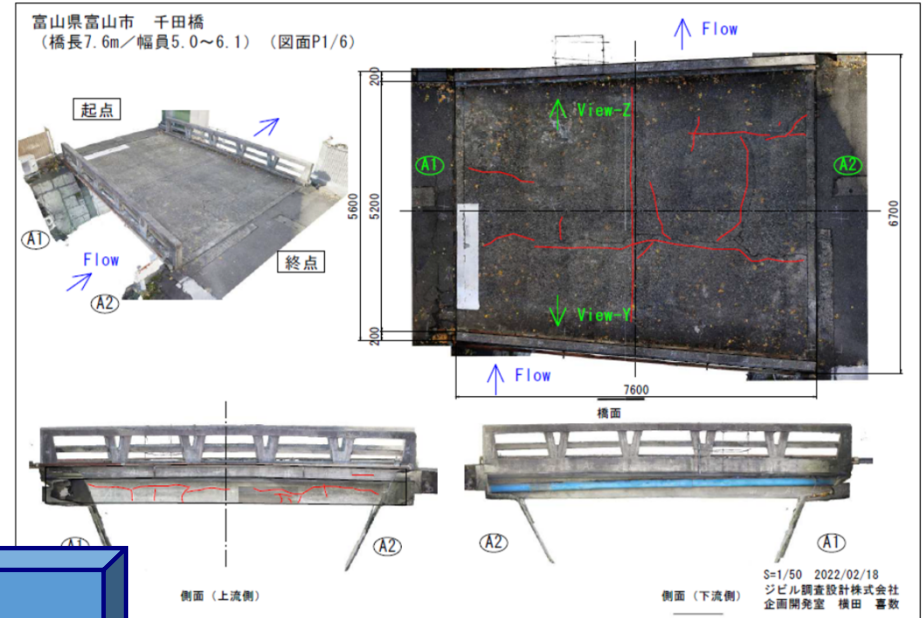 富山県富山市　千田橋
（橋長7.6m／幅員5.0～6.1）（図面P1/6）
起点
終点
A1
A2
Flow
Flow
View-Z
A1
A2
200
5200
5600
200
6700
View-Y
Flow
7600
橋面
A1
A2
側面（上流側）
A2
A1
側面（下流側）
S=1/50　2022/02/18
ジビル調査設計株式会社
企画開発室　横田　喜数